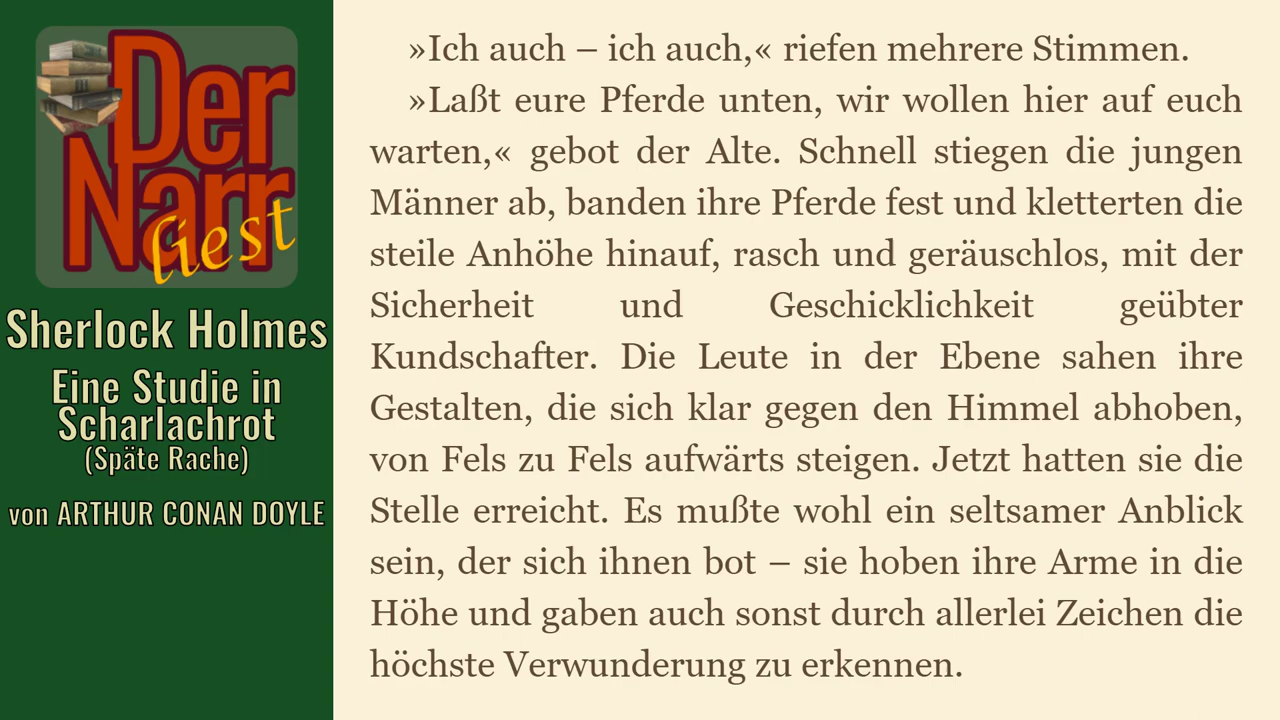 Der
Narr
liest
Sherlock Holmes
Eine Studie in
Scharlachrot
(Späte Rache)
von ARTHUR CONAN DOYLE
»Ich auch – ich auch,« riefen mehrere Stimmen.
»Laßt eure Pferde unten, wir wollen hier auf euch
warten,« gebot der Alte. Schnell stiegen die jungen
Männer ab, banden ihre Pferde fest und kletterten die
steile Anhöhe hinauf, rasch und geräuschlos, mit der
Sicherheit und Geschicklichkeit geübter
Kundschafter. Die Leute in der Ebene sahen ihre
Gestalten, die sich klar gegen den Himmel abhoben,
von Fels zu Fels aufwärts steigen. Jetzt hatten sie die
Stelle erreicht. Es mußte wohl ein seltsamer Anblick
sein, der sich ihnen bot – sie hoben ihre Arme in die
Höhe und gaben auch sonst durch allerlei Zeichen die
höchste Verwunderung zu erkennen.